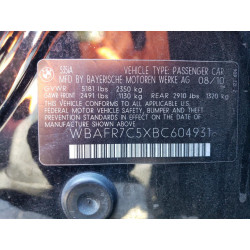 535iA VEHICLE TYPE: PASSENGER CAR
MFD BY BAYERISCHE MOTOREN WERKE AG 08/10
GVWR 5181 lbs 2350 kg
GAWR FRONT 2491 lbs 1130 kg GAWR REAR 2910 lbs 1320 kg
THIS VEHICLE CONFORMS TO ALL APPLICABLE
FEDERAL MOTOR VEHICLE SAFETY, BUMPER, AND THEFT
PREVENTION STANDARDS IN EFFECT ON THE DATE OF
MANUFACTURE SHOWN ABOVE.
WBAFR7C5XBC604931